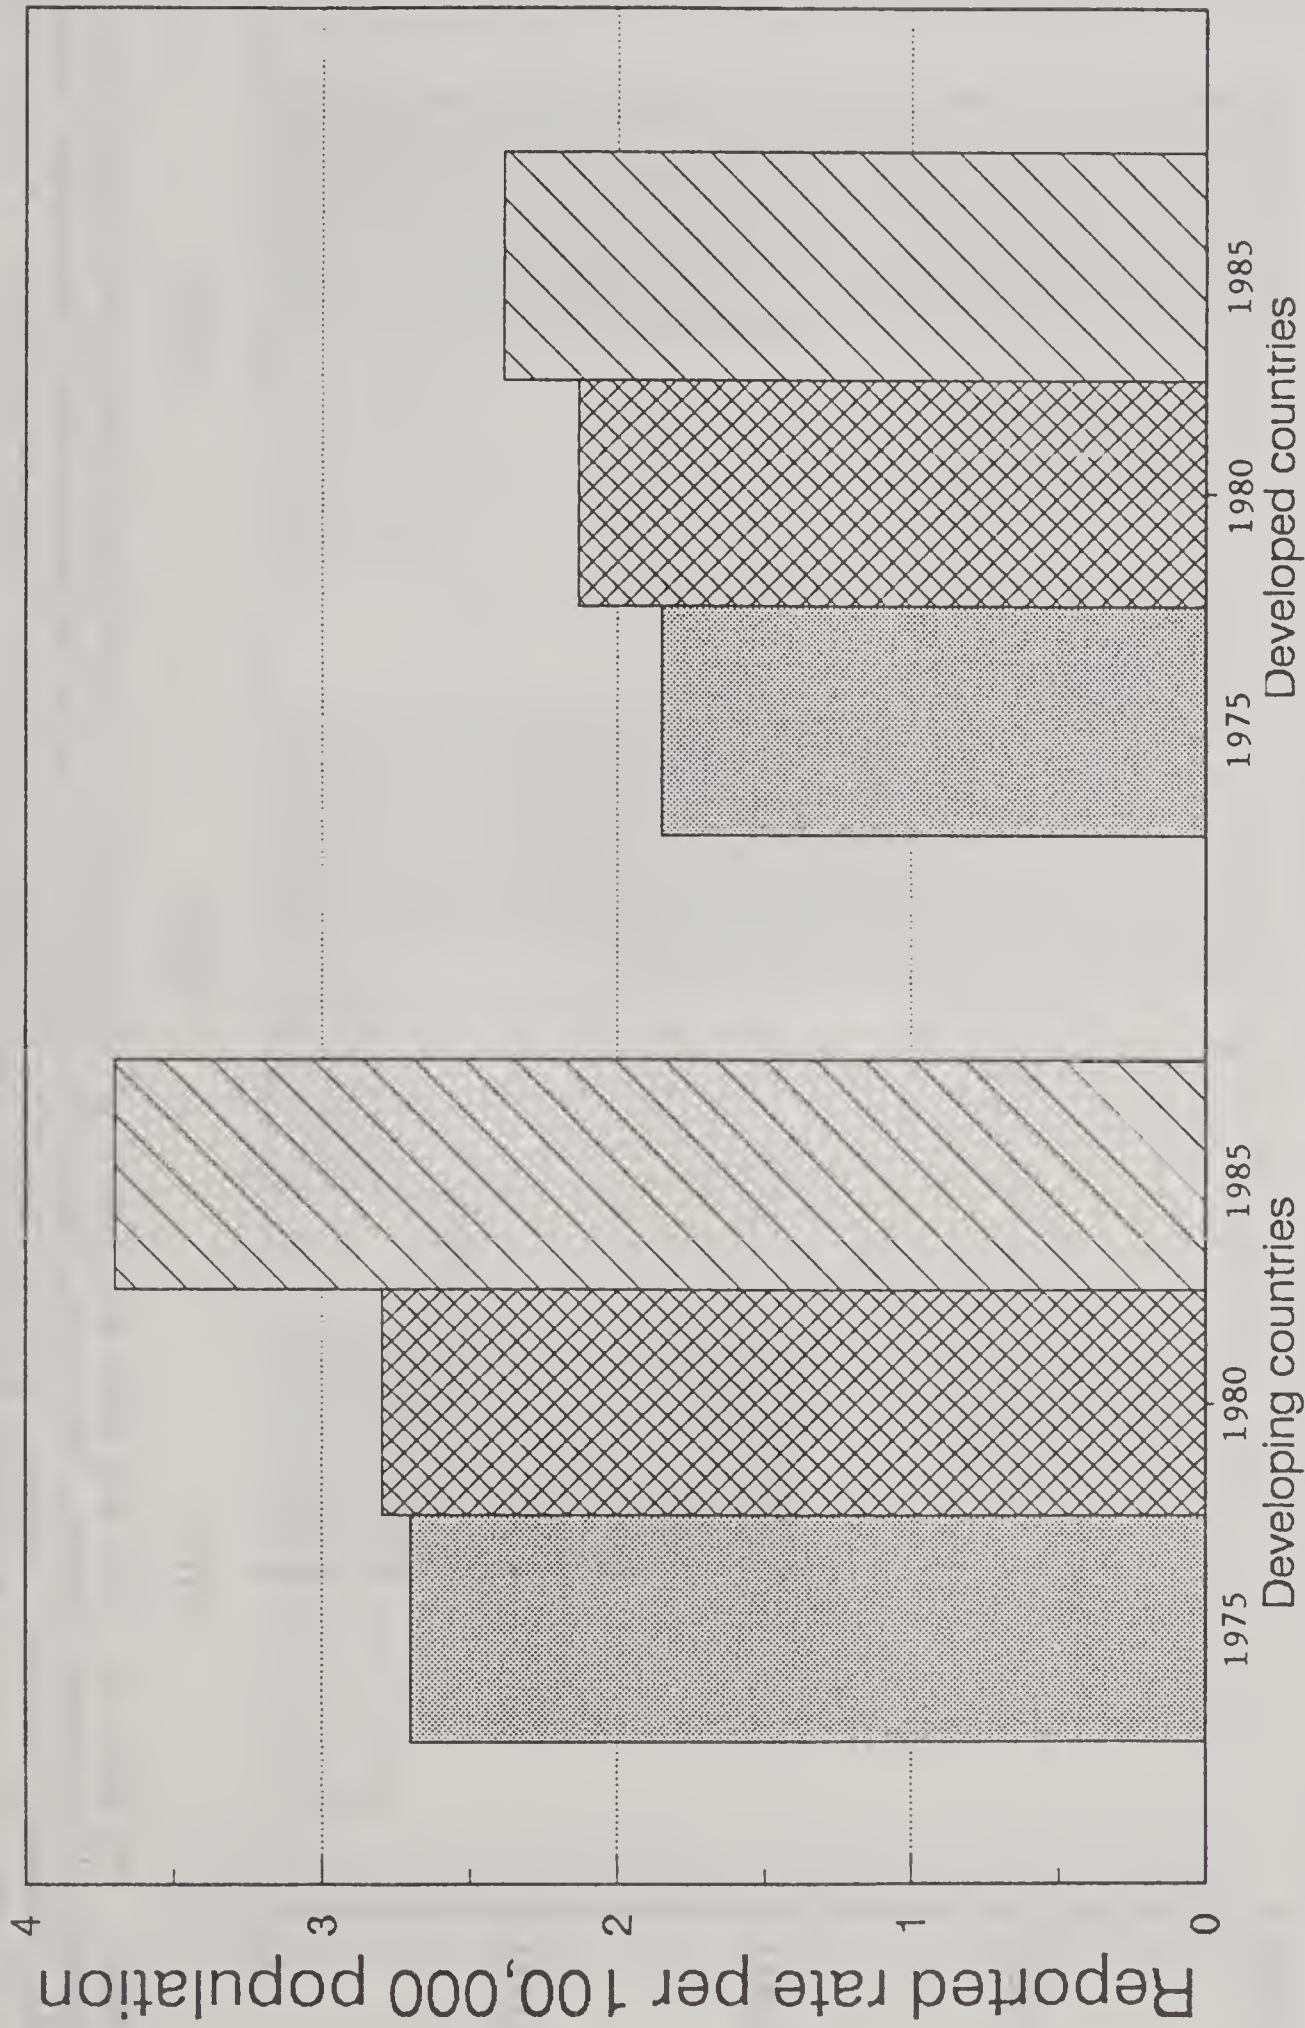 Reported rate per 100,000 population
4
3
2
1
0
1975 1980 1985
Developing countries
1975 1980 1985
Developed countries